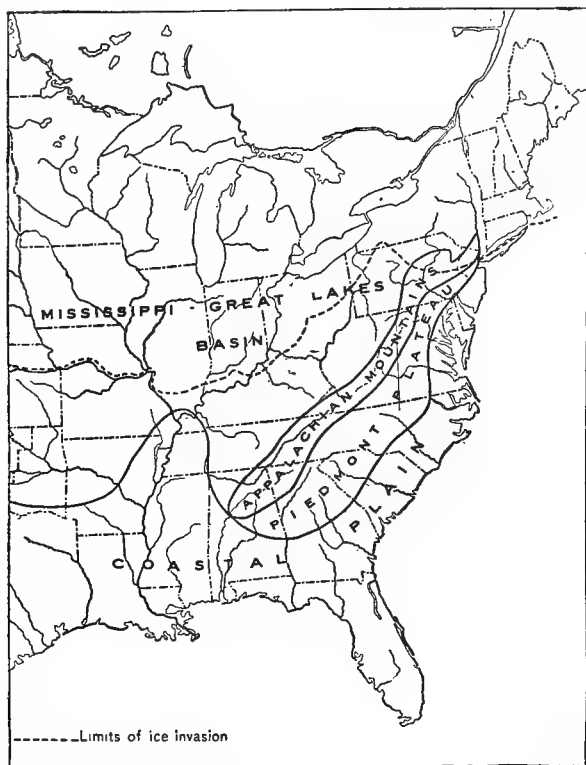 MISSISSIPPI - GREAT LAKES
BASIN
APPALACHIAN-MOUNTAINS
PIEDMONT PLATEAU
COASTAL PLAIN
Limits of ice invasion